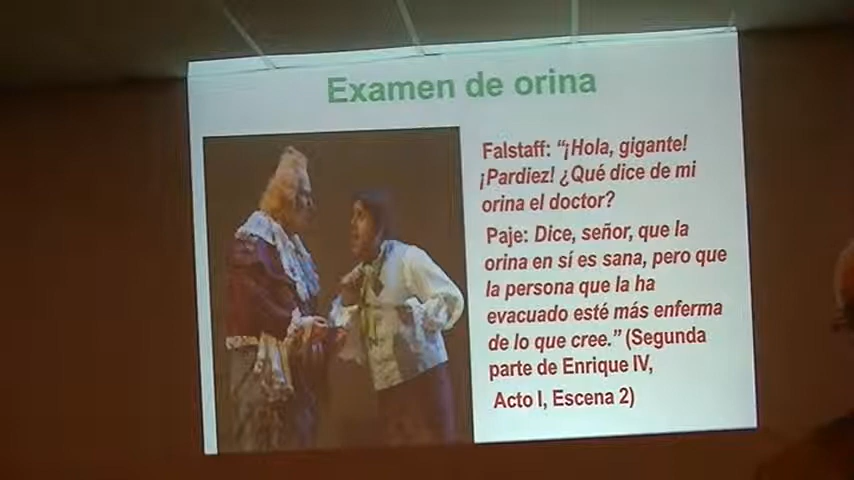 Examen de orina
Falstaff: “¡Hola, gigante!
¡Pardiez! ¿Qué dice de mi
orina el doctor?
Paje: Dice, señor, que la
orina en sí es sana, pero que
la persona que la ha
evacuado esté más enferma
de lo que cree.” (Segunda
parte de Enrique IV,
Acto I, Escena 2)